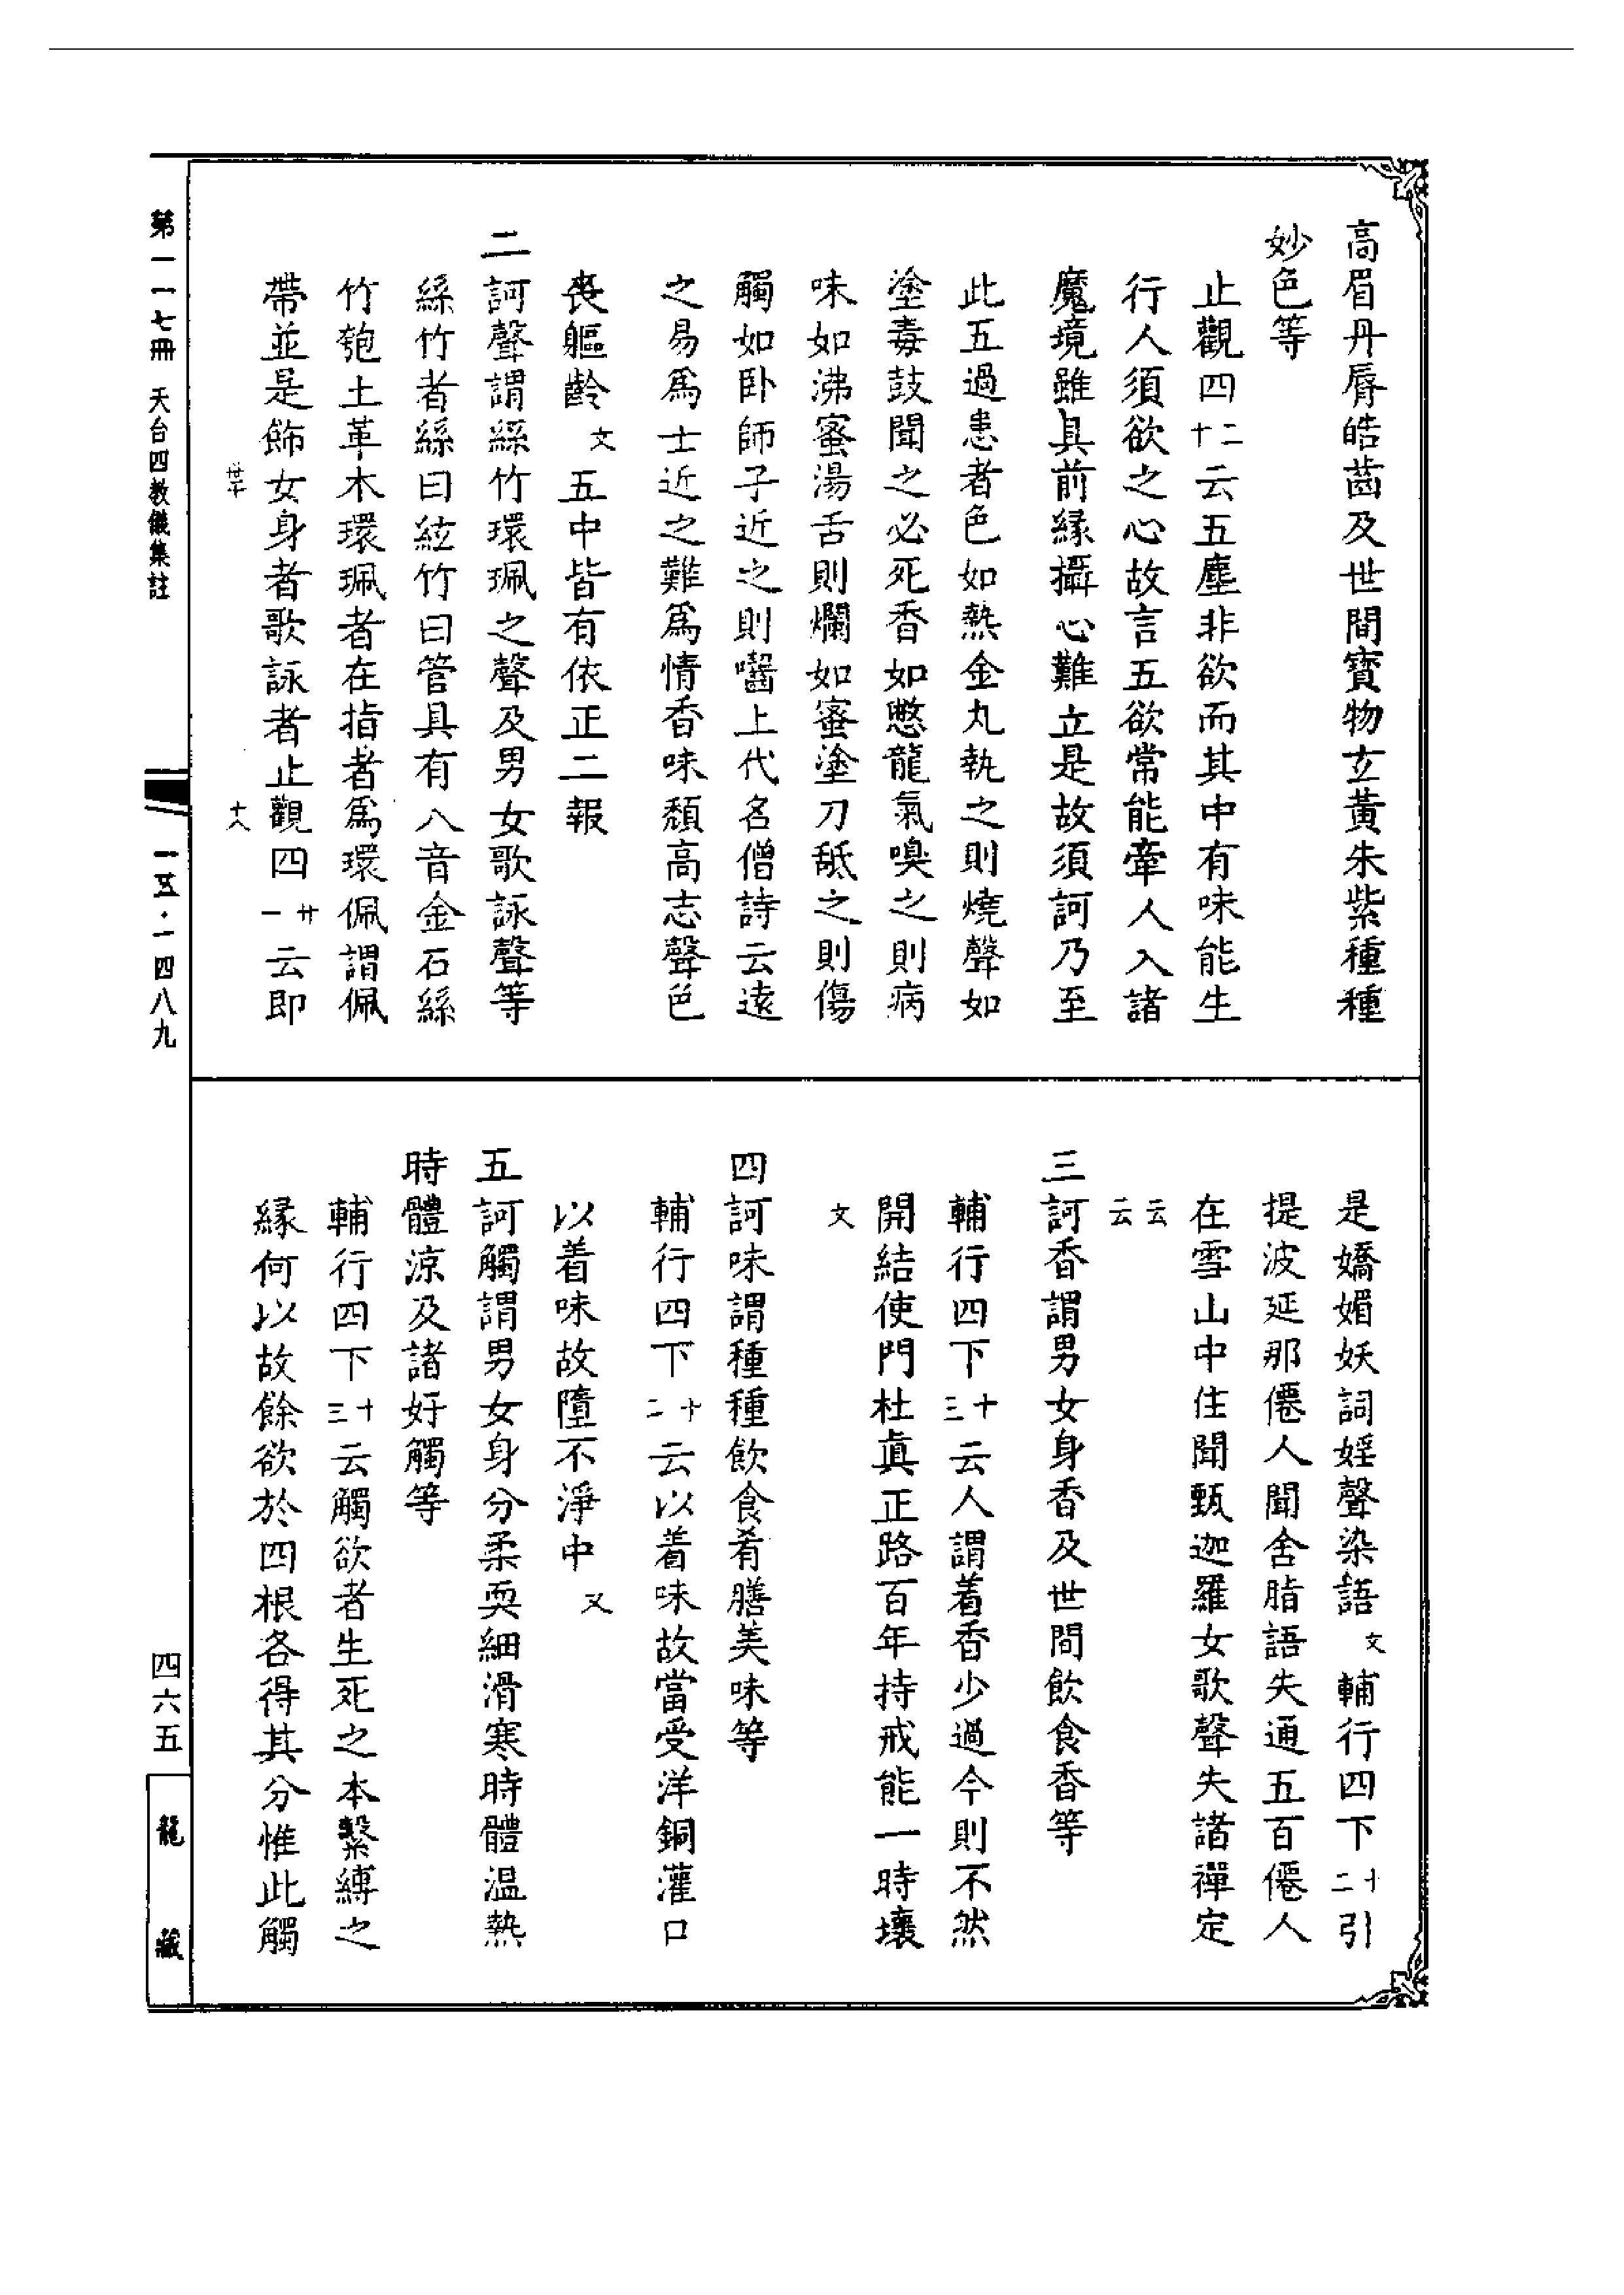 高眉丹脣皓齒及世間寳物玄黃朱紫種種
妙色等
止觀四十二云五塵非欲而其中有味能生
行人須欲之心故言五欲常能牽人入諸
魔境雖具前緣攝心難立是故須訶乃至
此五過患者色如熱金丸執之則燒聲如
塗毒鼓聞之必死香如憋龍氣嗅之則病
味如沸蜜湯舌則爛如蜜塗刀舐之則傷
觸如卧師子近之則囓上代名僧詩云遠
之易為士近之難為情香味頹高志聲色
喪軀齡文五中皆有依正二報
二訶聲謂絲竹環珮之聲及男女歌詠聲等
絲竹者絲曰絃竹曰管具有八音金石絲
竹匏土革木環珮者在指者為環佩謂佩
帶並是飾女身者歌詠者止觀四廿一云即
是嬌媚妖詞婬聲染語文輔行四下十二引
提波延那僊人聞舍脂語失通五百僊人
在雪山中住聞甄迦羅女歌聲失諸禪定
云云
三訶香謂男女身香及世間飲食香等
輔行四下十三云人謂着香少過今則不然
開結使門杜真正路百年持戒能一時壞
文
四訶味謂種種飲食肴膳美味等
輔行四下十二云以着味故當受洋銅灌口
以着味故墮不淨中文
五訶觸謂男女身分柔耎細滑寒時體温熱
時體涼及諸好觸等
輔行四下十三云觸欲者生死之本繫縛之
緣何以故餘欲於四根各得其分惟此觸
第一一七冊 天台四教儀集註
十八
一五·一四八九
四六五
龍藏